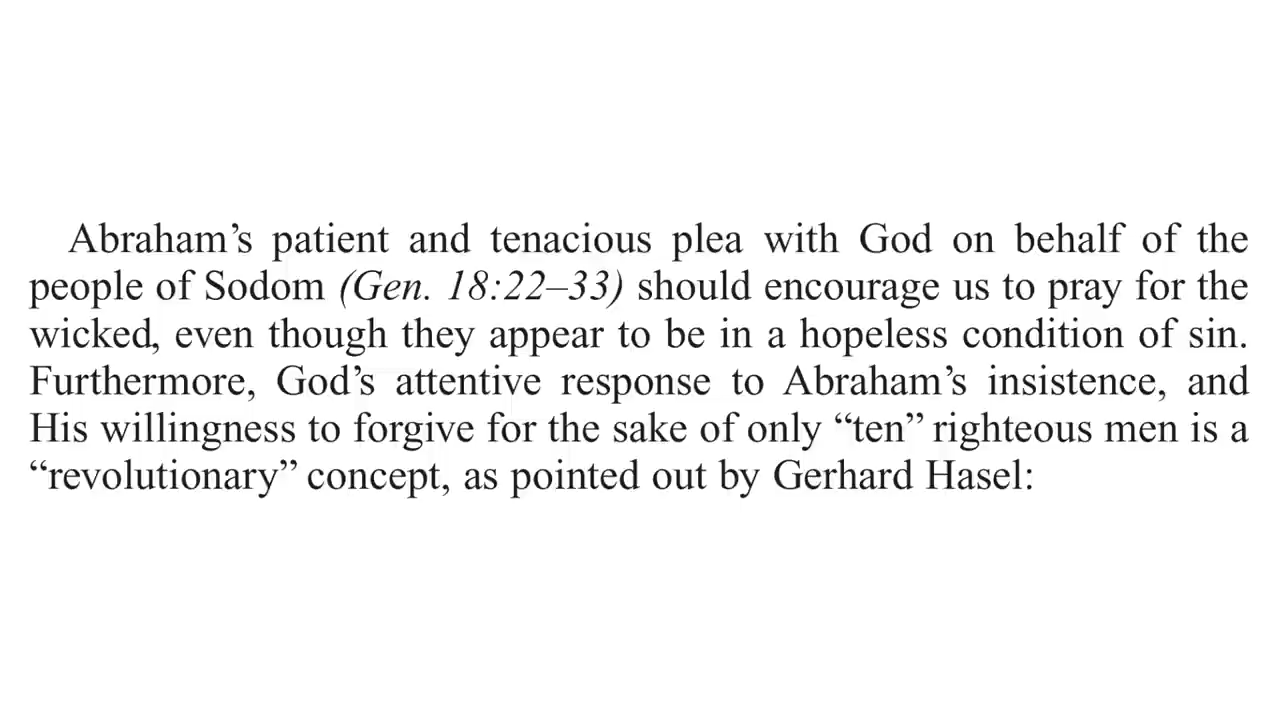 Abraham’s patient and tenacious plea with God on behalf of the
people of Sodom (Gen. 18:22–33) should encourage us to pray for the
wicked, even though they appear to be in a hopeless condition of sin.
Furthermore, God’s attentive response to Abraham’s insistence, and
His willingness to forgive for the sake of only “ten” righteous men is a
“revolutionary” concept, as pointed out by Gerhard Hasel: